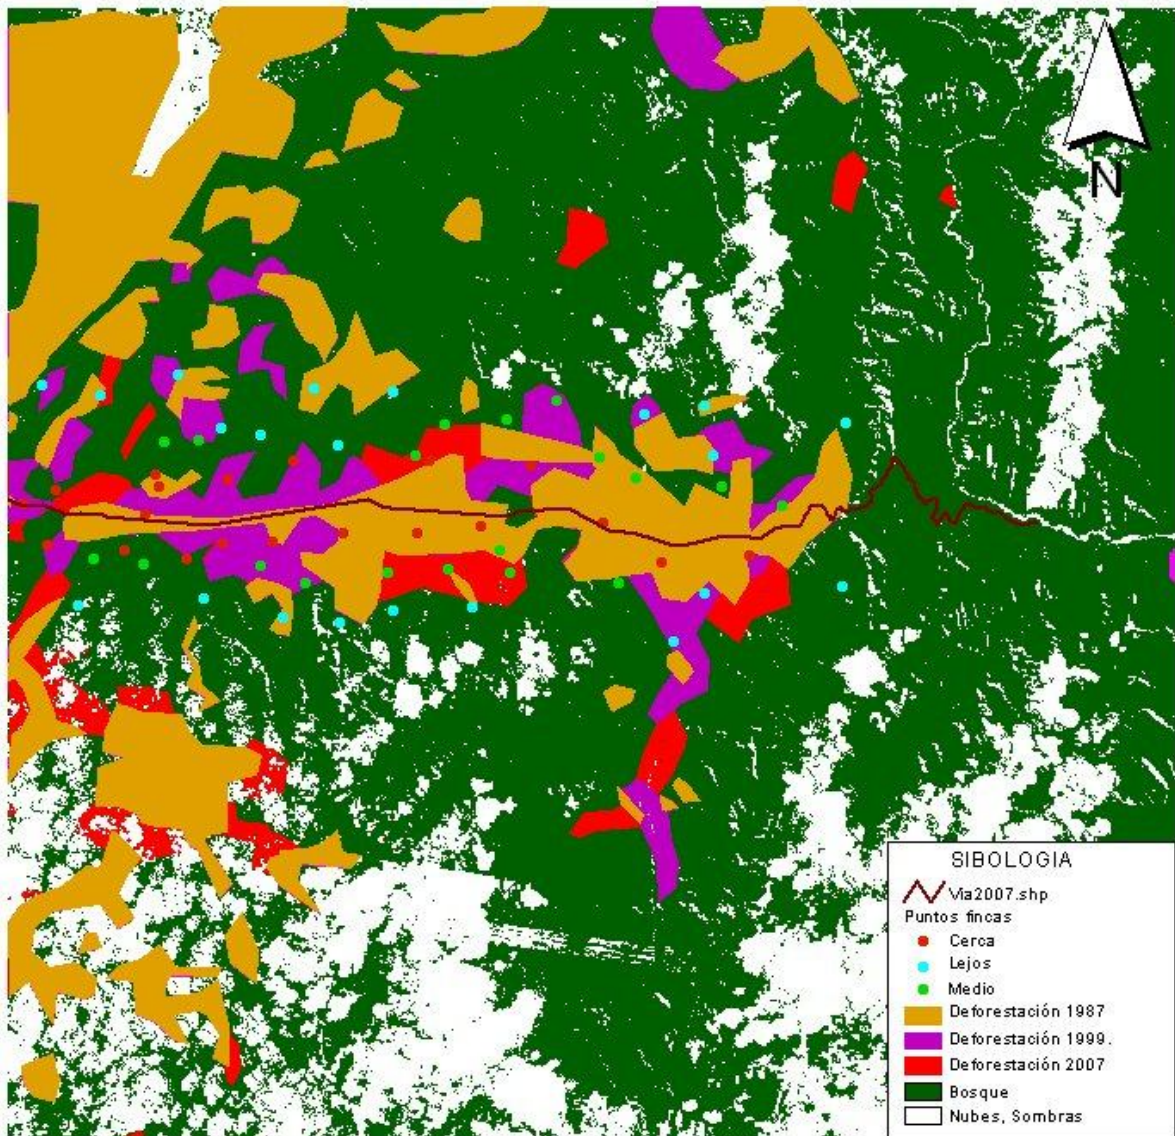 N
SIBOLOGIA
Via2007.shp
Puntos fincas
Cerca
Lejos
Medio
Deforestación 1987
Deforestación 1999.
Deforestación 2007
Bosque
Nubes, Sombras